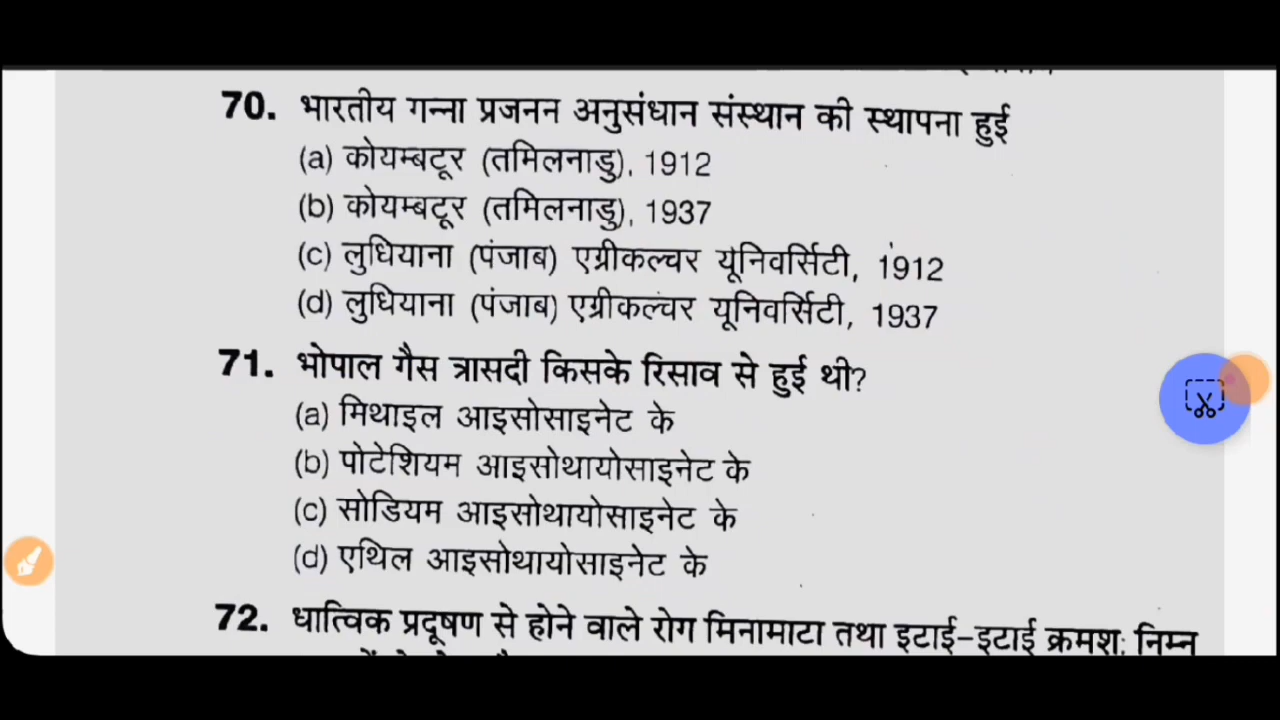 70. भारतीय गन्ना प्रजनन अनुसंधान संस्थान की स्थापना हुई
(a) कोयम्बटूर (तमिलनाडु), 1912
(b) कोयम्बटूर (तमिलनाडु), 1937
(c) लुधियाना (पंजाब) एग्रीकल्चर यूनिवर्सिटी, 1912
(d) लुधियाना (पंजाब) एग्रीकल्चर यूनिवर्सिटी, 1937
71. भोपाल गैस त्रासदी किसके रिसाव से हुई थी?
(a) मिथाइल आइसोसाइनेट के
(b) पोटेशियम आइसोथायोसाइनेट के
(c) सोडियम आइसोथायोसाइनेट के
(d) एथिल आइसोथायोसाइनेट के
72. धात्विक प्रदूषण से होने वाले रोग मिनामाटा तथा इटाई-इटाई क्रमशः निम्न